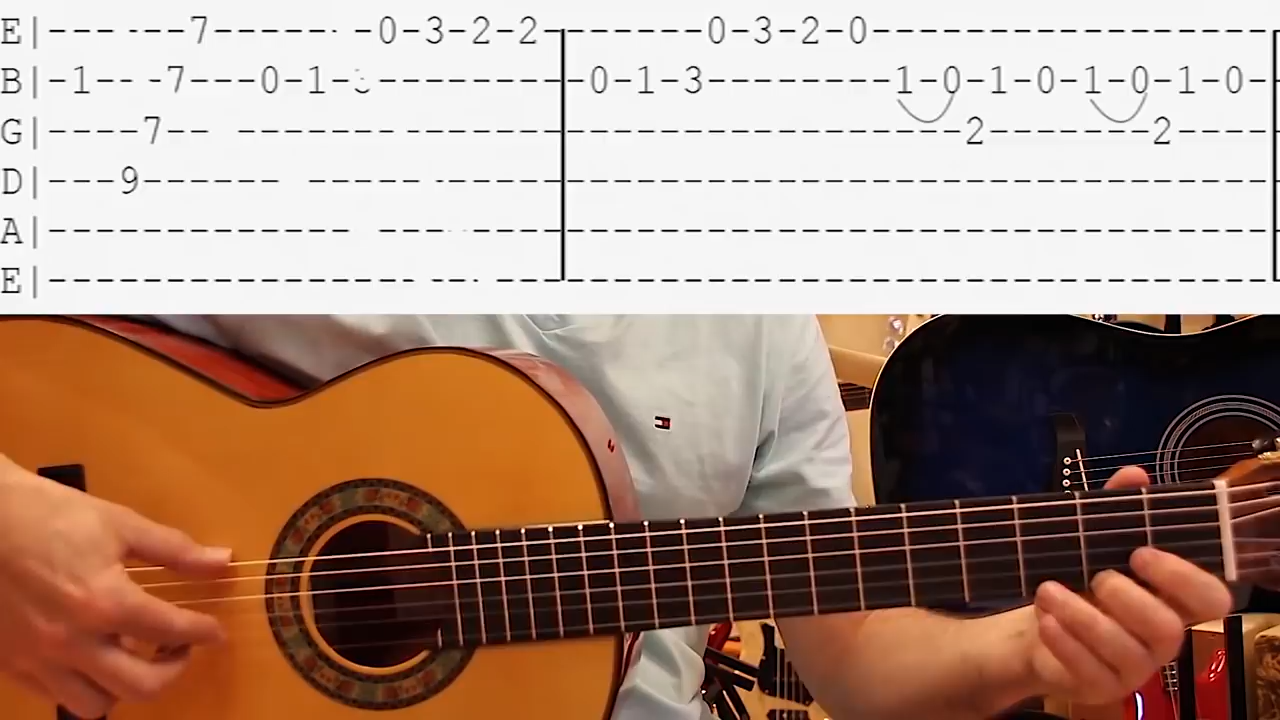 E|--- ----7------- -0-3-2-2-|------0-3-2-0-----------------|
B|-1-- -7---0-1-3--------|-0-1-3--------1-0-1-0-1-0-1-0-|
G|----7-- ---------------|-----------------2-------2-----|
D|---9------ ------ ------|------------------------------|
A|------------- ---- ------|------------------------------|
E|---------------- -- ---|------------------------------|